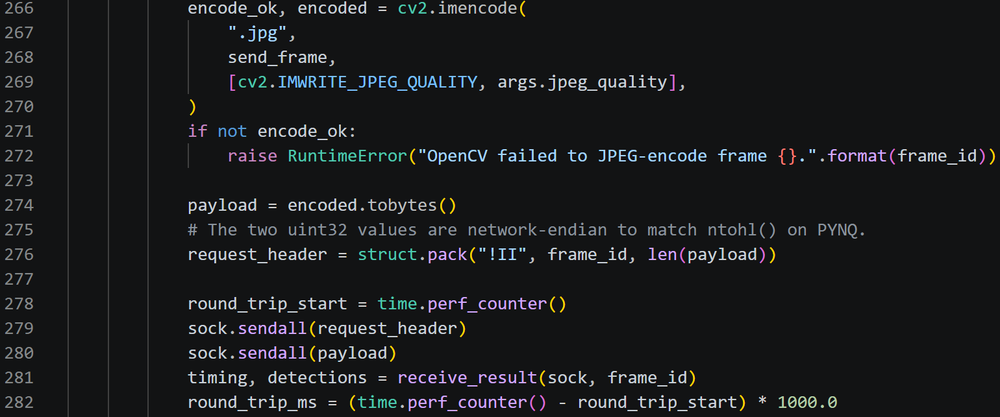 266 encode_ok, encoded = cv2.imencode(
267     ".jpg",
268     send_frame,
269     [cv2.IMWRITE_JPEG_QUALITY, args.jpeg_quality],
270 )
271 if not encode_ok:
272     raise RuntimeError("OpenCV failed to JPEG-encode frame {}.".format(frame_id))
273
274 payload = encoded.tobytes()
275 # The two uint32 values are network-endian to match ntohl() on PYNQ.
276 request_header = struct.pack("!II", frame_id, len(payload))
277
278 round_trip_start = time.perf_counter()
279 sock.sendall(request_header)
280 sock.sendall(payload)
281 timing, detections = receive_result(sock, frame_id)
282 round_trip_ms = (time.perf_counter() - round_trip_start) * 1000.0